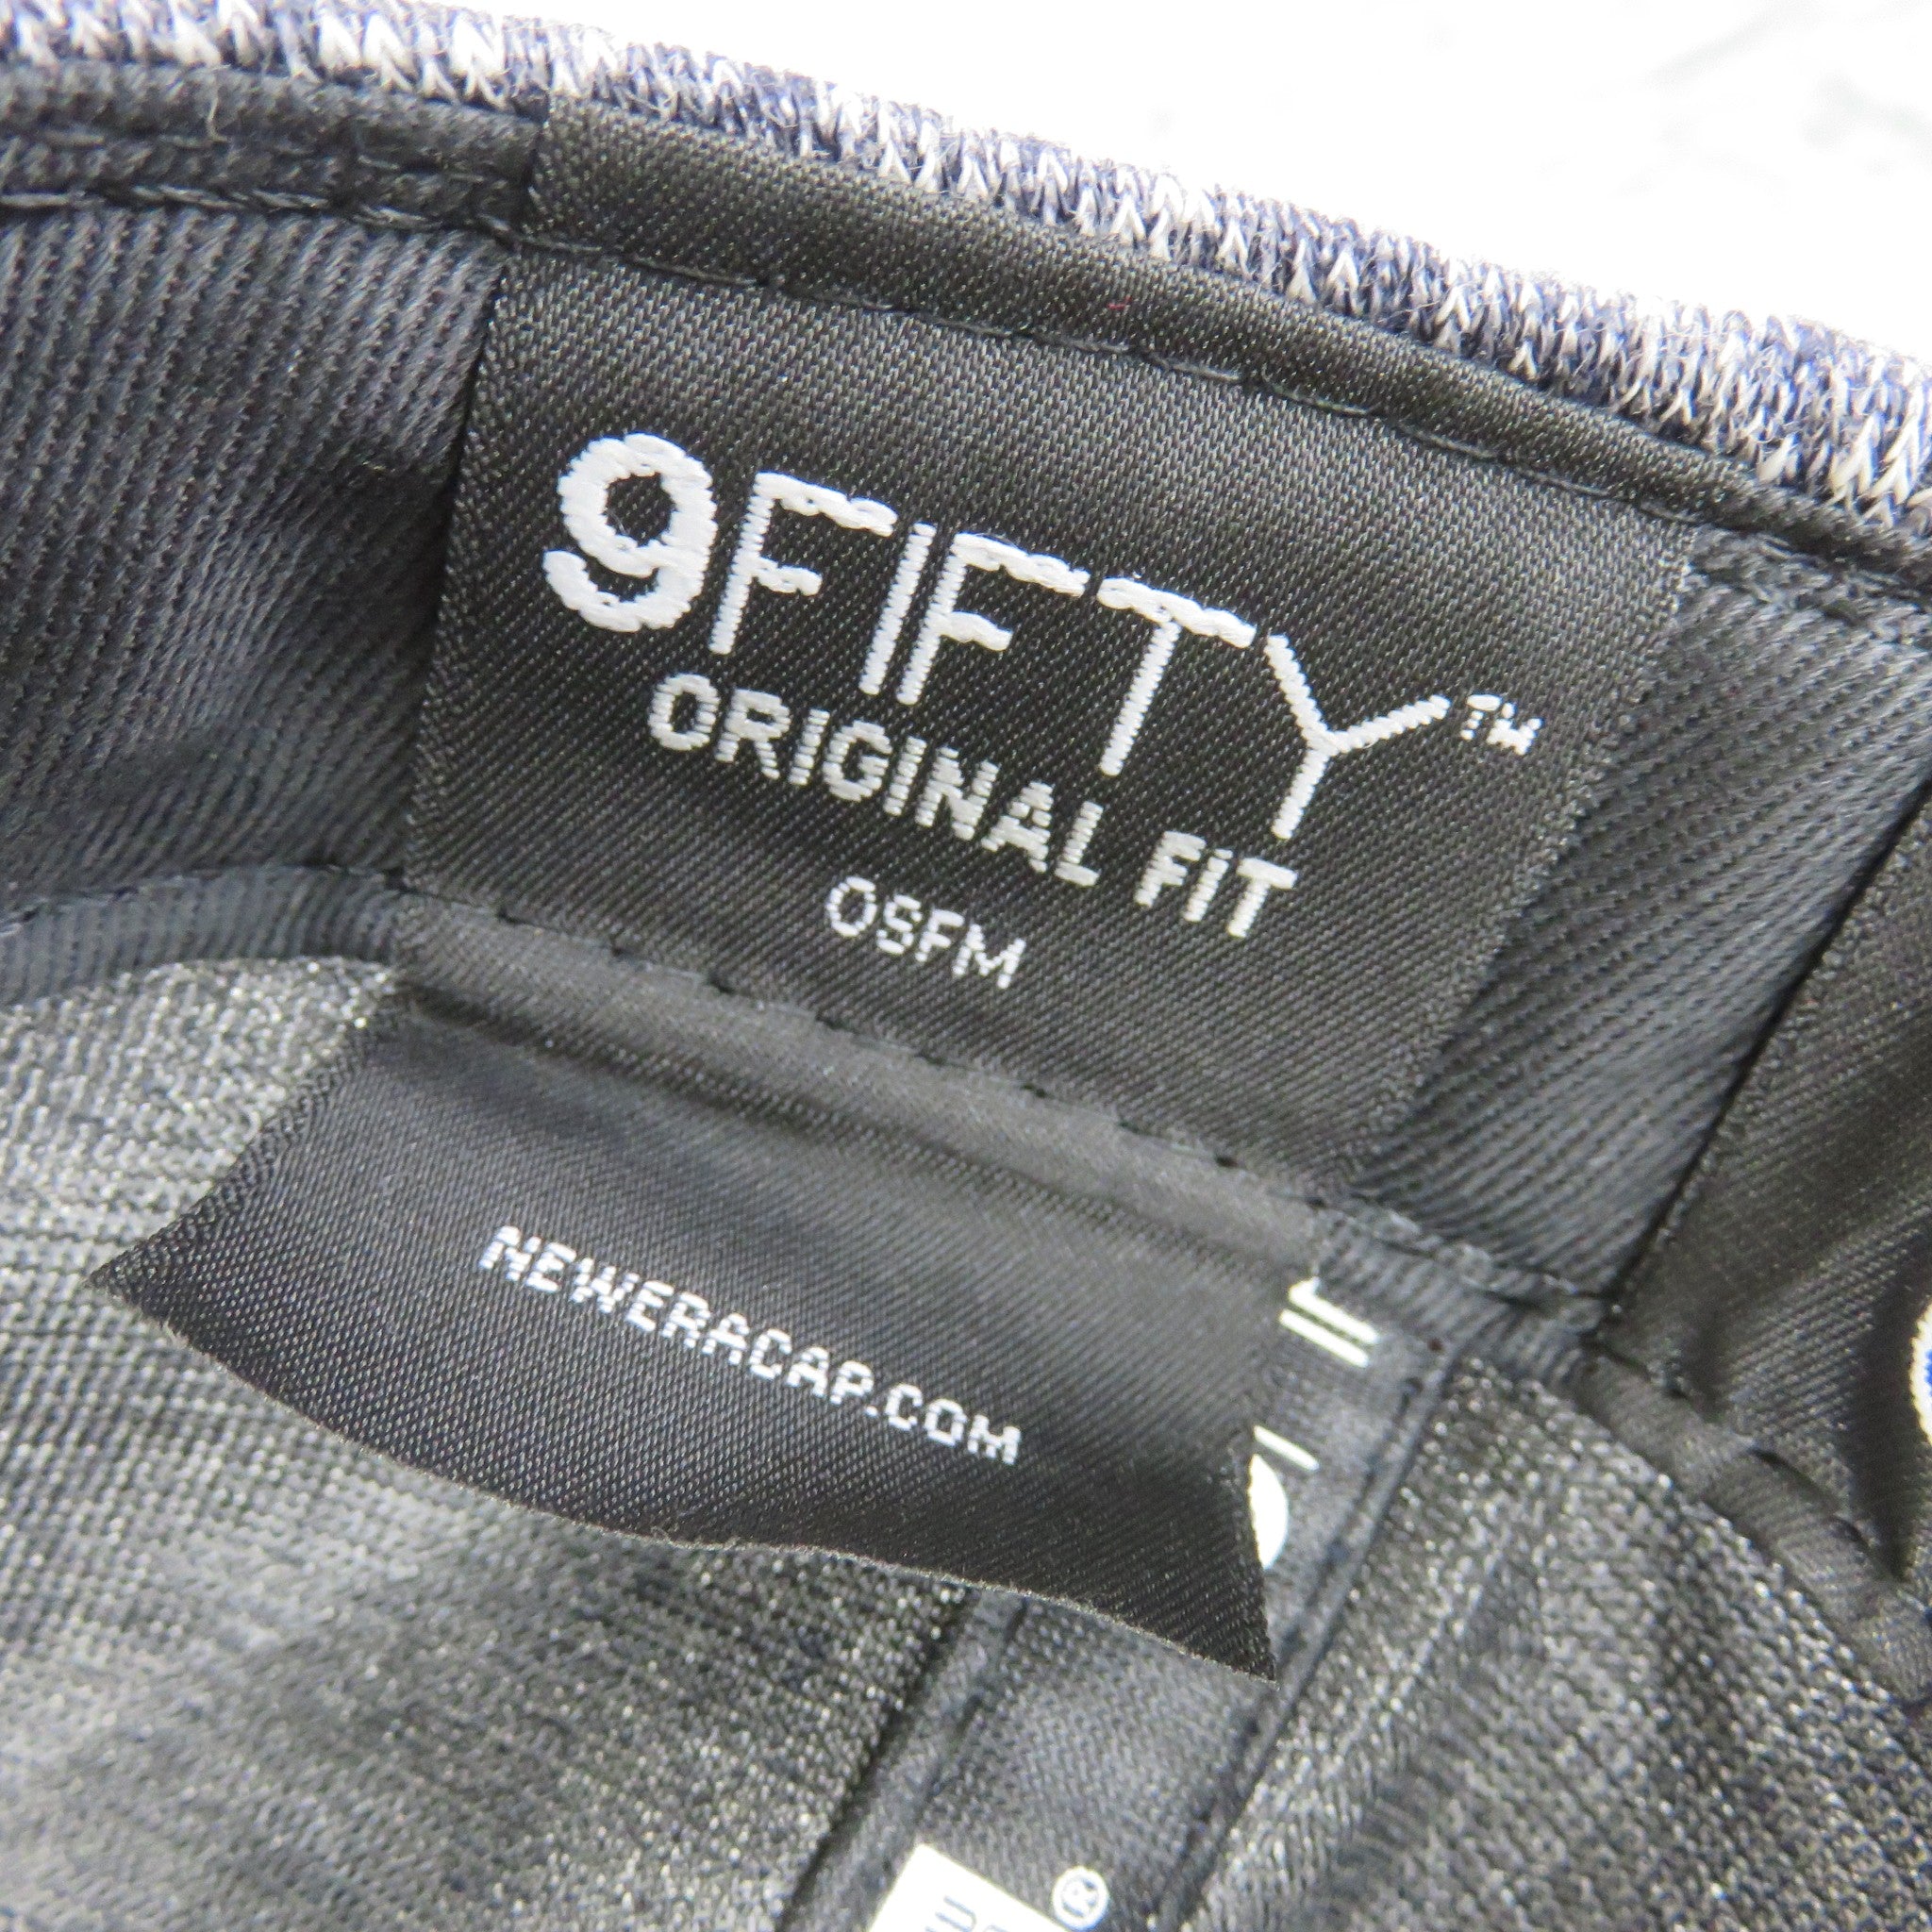 9FIFTY™
ORIGINAL FIT
OSFM
NEWERACAP.COM
®